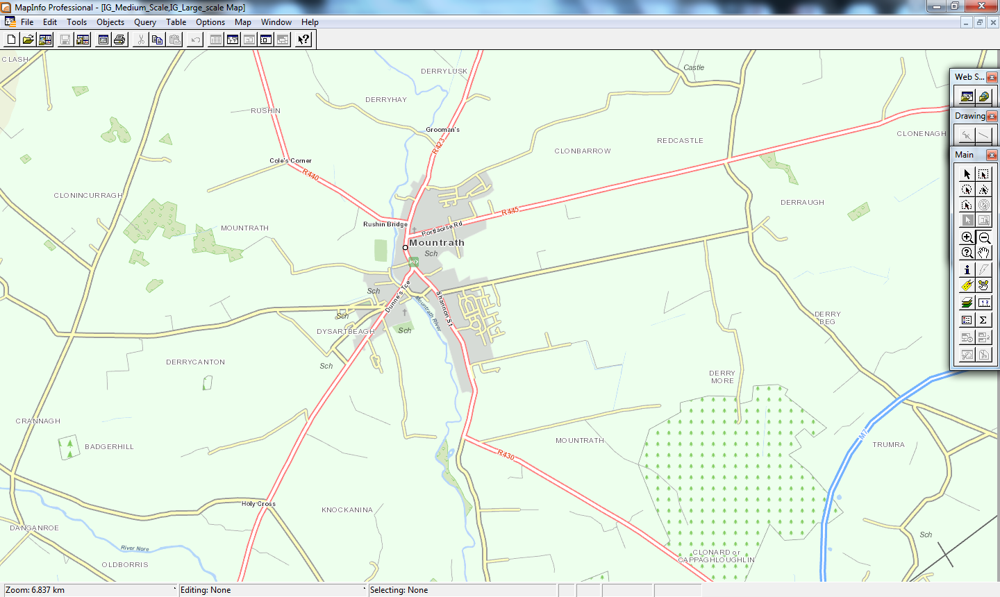 MapInfo Professional - [IG_Medium_Scale,IG_Large_scale Map]
File Edit Tools Objects Query Table Options Map Window Help
CLASH
DERRYLUSK
Castle
Web S...
DERRYHAY
RUSHIN
Drawing
Grooman's
CLONENAGH
REDCASTLE
R423
CLONBARROW
Main
Cole's Corner
R440
CLONINCURRAGH
DERRAUGH
R445
Rushin Bridge
MOUNTRATH
Portlaoise Rd
Mountrath
Sch
Dunne's Tce
Sch
Shannon St
Mountrath River
Sch
DERRY
BEG
DYSARTBEAGH
Sch
DERRYCANTON
Sch
DERRY
MORE
CRANNAGH
M7
MOUNTRATH
BADGERHILL
TRUMRA
R430
Holy Cross
KNOCKANINA
DANGANROE
Sch
River Nore
CLONARD or
CAPPAGHLOUGHLIN
OLDBORRIS
Zoom: 6.837 km
Editing: None
Selecting: None